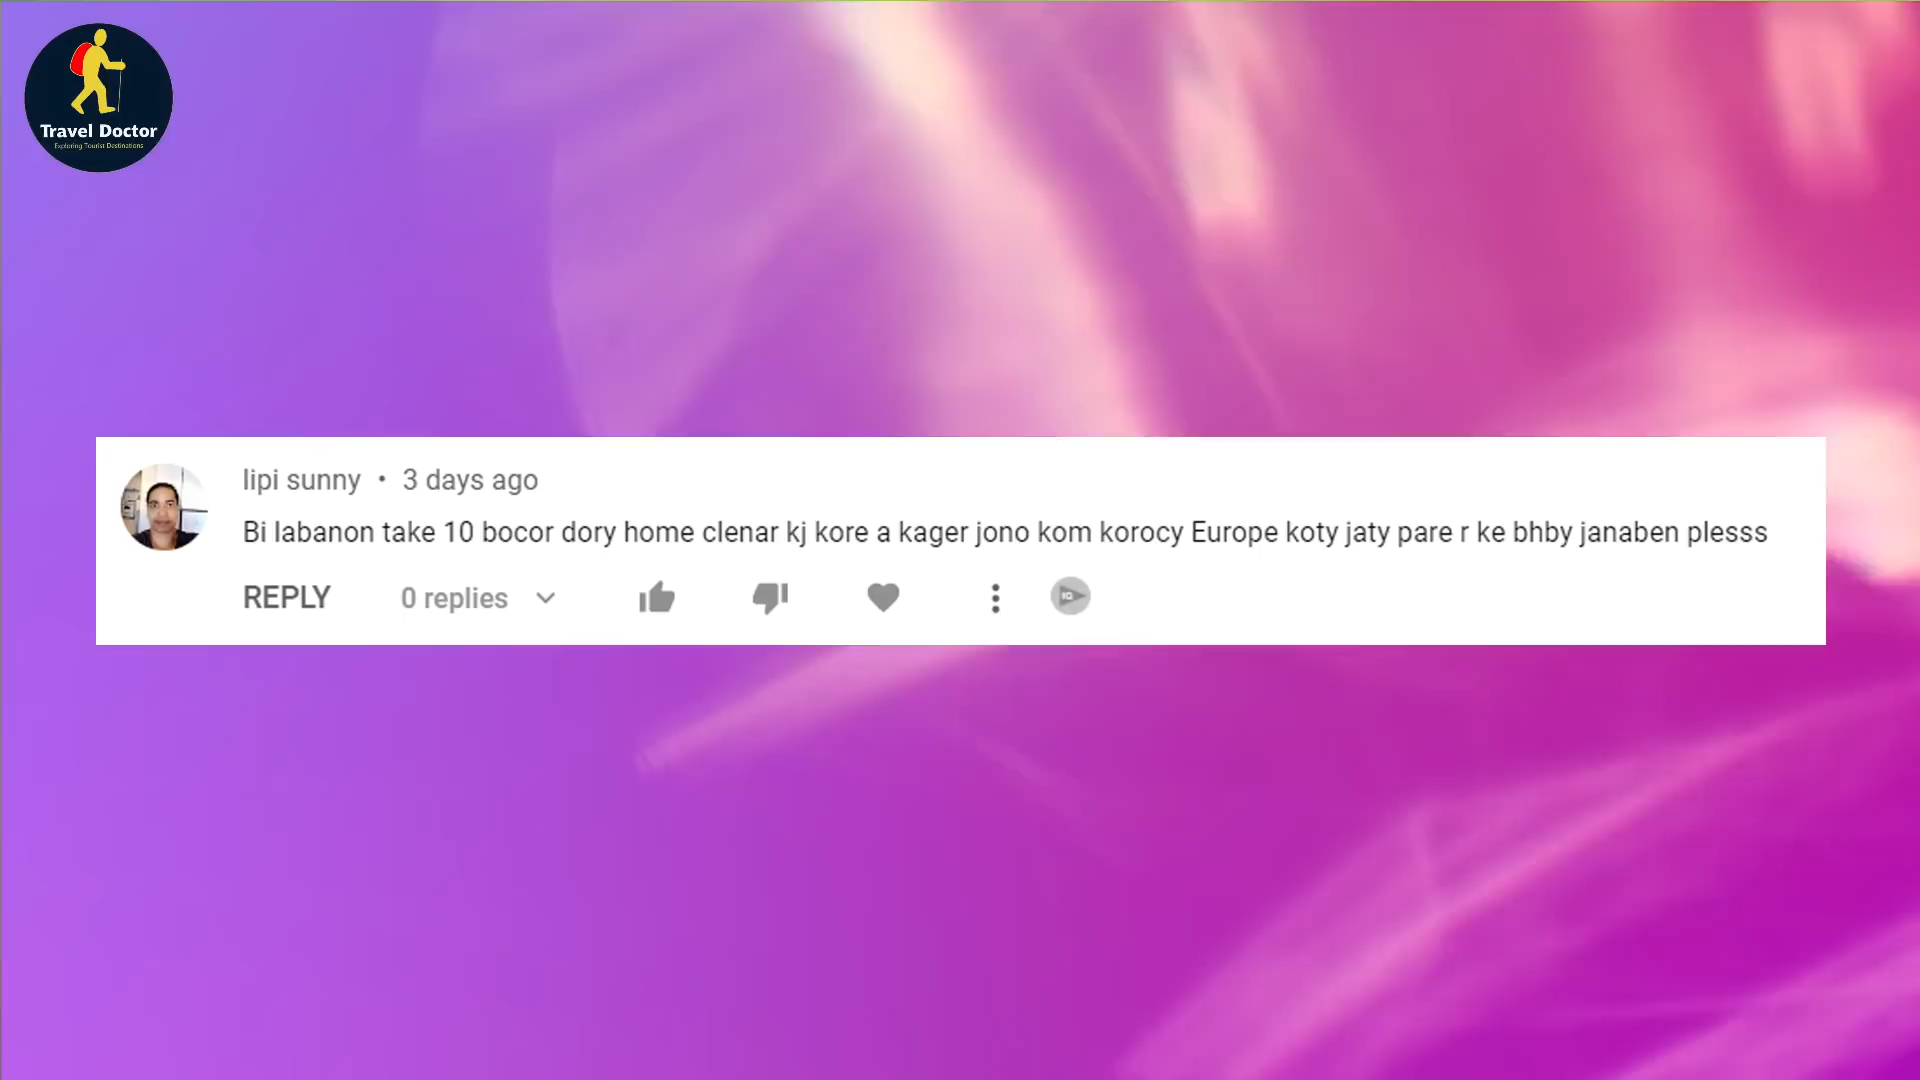 Travel Doctor
Exploring Tourist Destinations
lipi sunny • 3 days ago
Bi labanon take 10 bocor dory home clenar kj kore a kager jono kom korocy Europe koty jaty pare r ke bhby janaben plesss
REPLY 0 replies
IQ